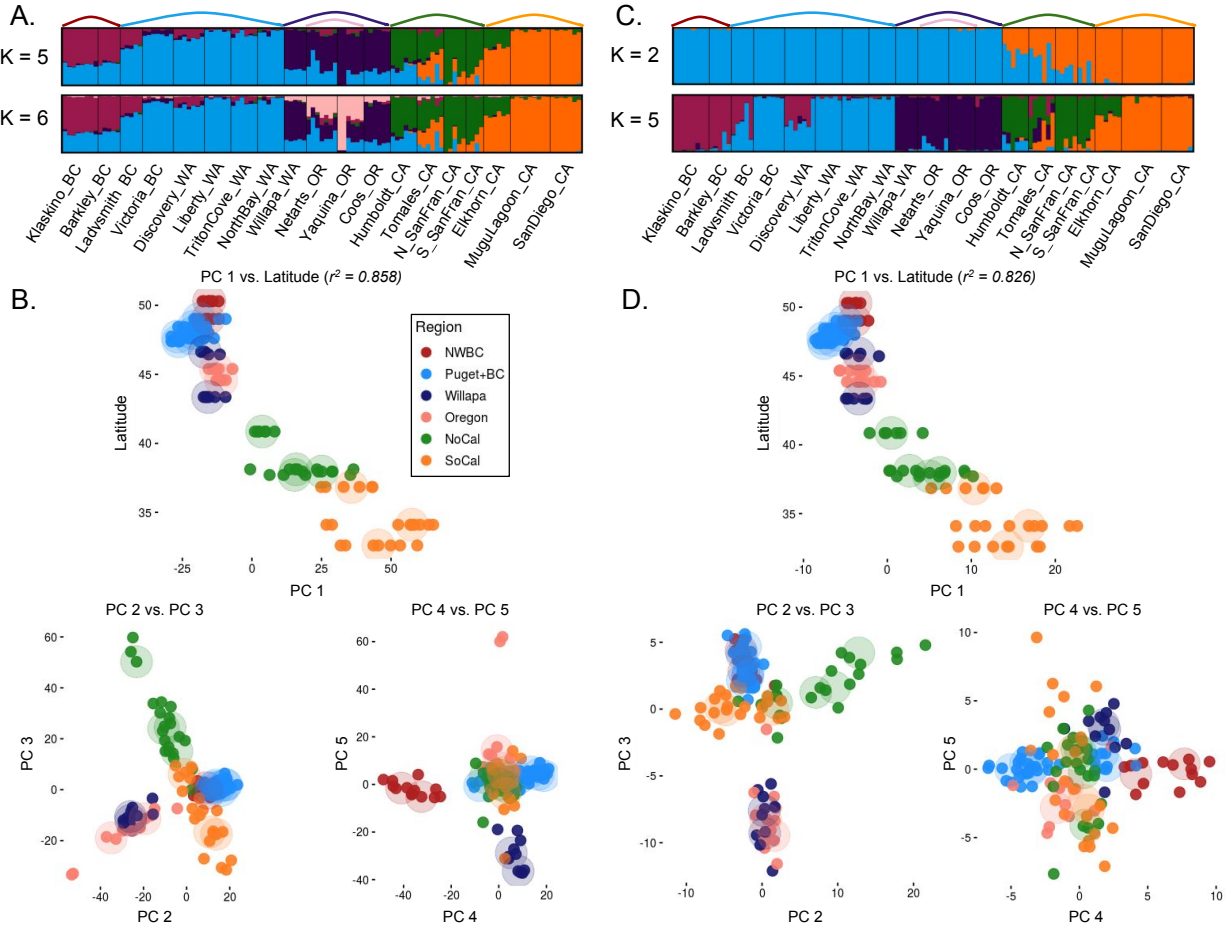 A.
K = 5
K = 6
Klaskino_BC
Barkley_BC
Ladysmith_BC
Victoria_BC
Discovery_WA
Liberty_WA
TritonCove_WA
NorthBay_WA
Willapa_WA
Netarts_OR
Yaquina_OR
Coos_OR
Humboldt_CA
Tomales_CA
N_SanFran_CA
S_SanFran_CA
Elkhorn_CA
MuguLagoon_CA
SanDiego_CA
C.
K = 2
K = 5
Klaskino_BC
Barkley_BC
Ladysmith_BC
Victoria_BC
Discovery_WA
Liberty_WA
TritonCove_WA
NorthBay_WA
Willapa_WA
Netarts_OR
Yaquina_OR
Coos_OR
Humboldt_CA
Tomales_CA
N_SanFran_CA
S_SanFran_CA
Elkhorn_CA
MuguLagoon_CA
SanDiego_CA
B.
PC 1 vs. Latitude (r² = 0.858)
Latitude
50
45
40
35
-25
0
25
50
PC 1
Region
NWBC
Puget+BC
Willapa
Oregon
NoCal
SoCal
PC 2 vs. PC 3
PC 3
60
40
20
0
-20
-60
-40
-20
0
20
PC 2
PC 4 vs. PC 5
PC 5
60
40
20
0
-20
-40
-40
-20
0
20
PC 4
D.
PC 1 vs. Latitude (r² = 0.826)
Latitude
50
45
40
35
-10
0
10
20
PC 1
PC 2 vs. PC 3
PC 3
5
0
-5
-10
-10
0
10
20
PC 2
PC 4 vs. PC 5
PC 5
10
5
0
-5
-5
0
5
10
PC 4